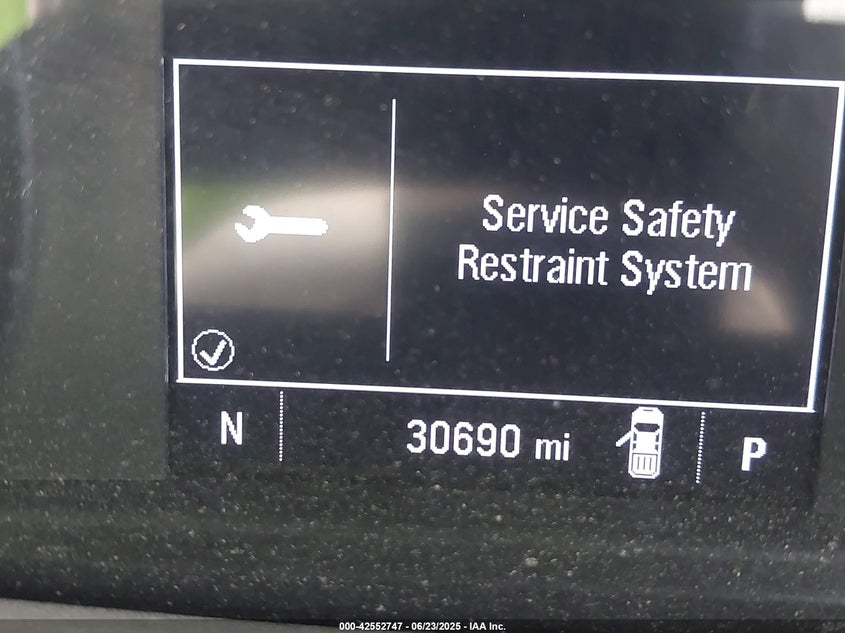 Service Safety
Restraint System
N 30690 mi P
000-42552747 - 06/23/2025 - IAA Inc.